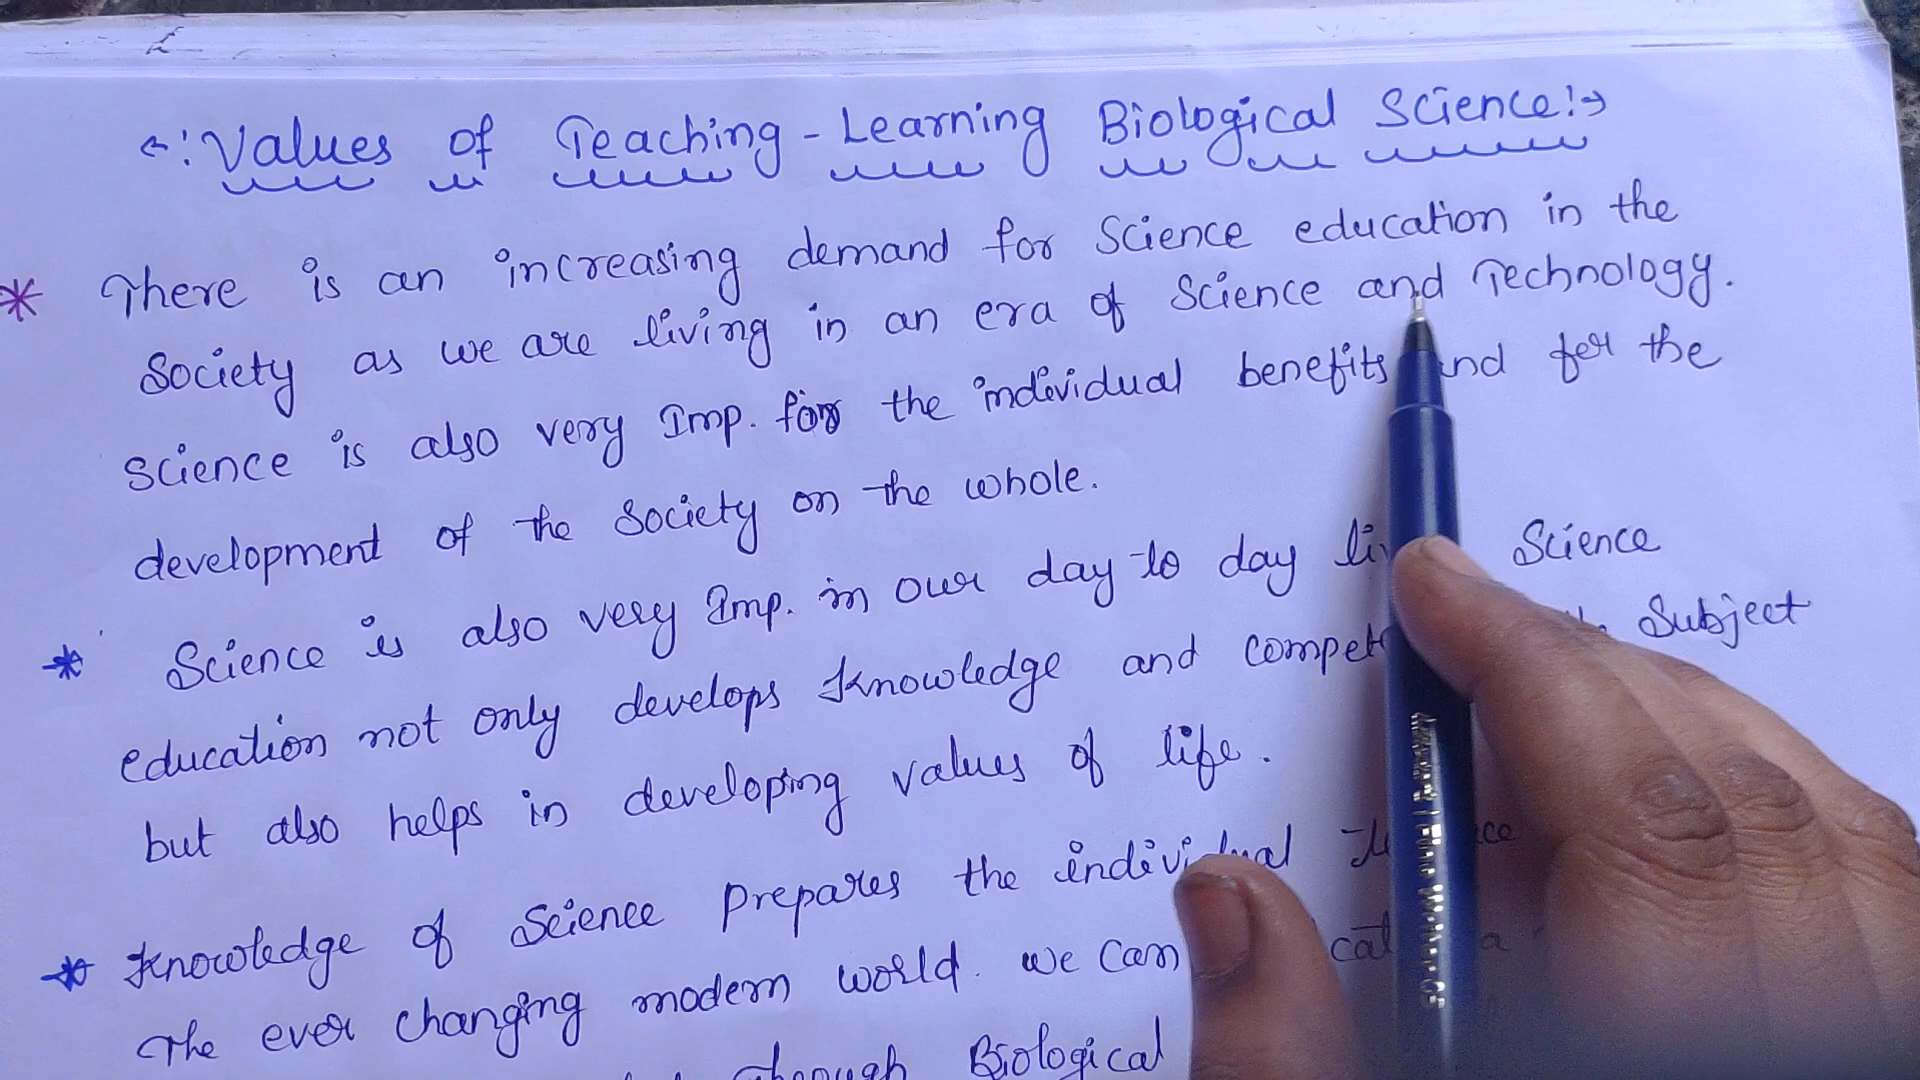 Values of Teaching - Learning Biological Science:→
* There is an increasing demand for Science education in the
Society as we are living in an era of Science and Technology.
Science is also very Imp. for the individual benefits and for the
development of the Society on the whole.
* Science is also very Imp. in our day to day Science
education not only develops knowledge and Subject
but also helps in developing values of life.
* Knowledge of Science prepares the individual
The ever changing modern world. we can
through Biological